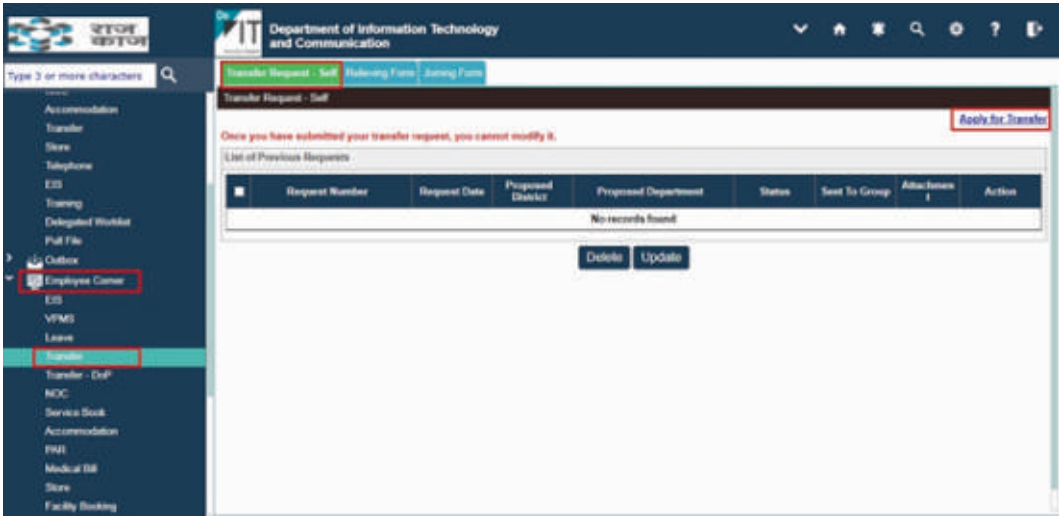 राज
काज
Do
IT
Department of Information Technology
and Communication
?
Type 3 or more characters
Transfer Request - Self
Relieving Form
Joining Form
Transfer Request - Self
Apply for Transfer
Once you have submitted your transfer request, you cannot modify it.
List of Previous Requests
Request Number
Request Date
Proposed
District
Proposed Department
Status
Sent To Group
Attachmen
t
Action
No records found
Delete
Update
Accommodation
Transfer
Store
Telephone
EIS
Training
Delegated Worklist
Pull File
Outbox
Employee Corner
EIS
VPMS
Leave
Transfer
Transfer - DoP
NOC
Service Book
Accommodation
PAR
Medical Bill
Store
Facility Booking